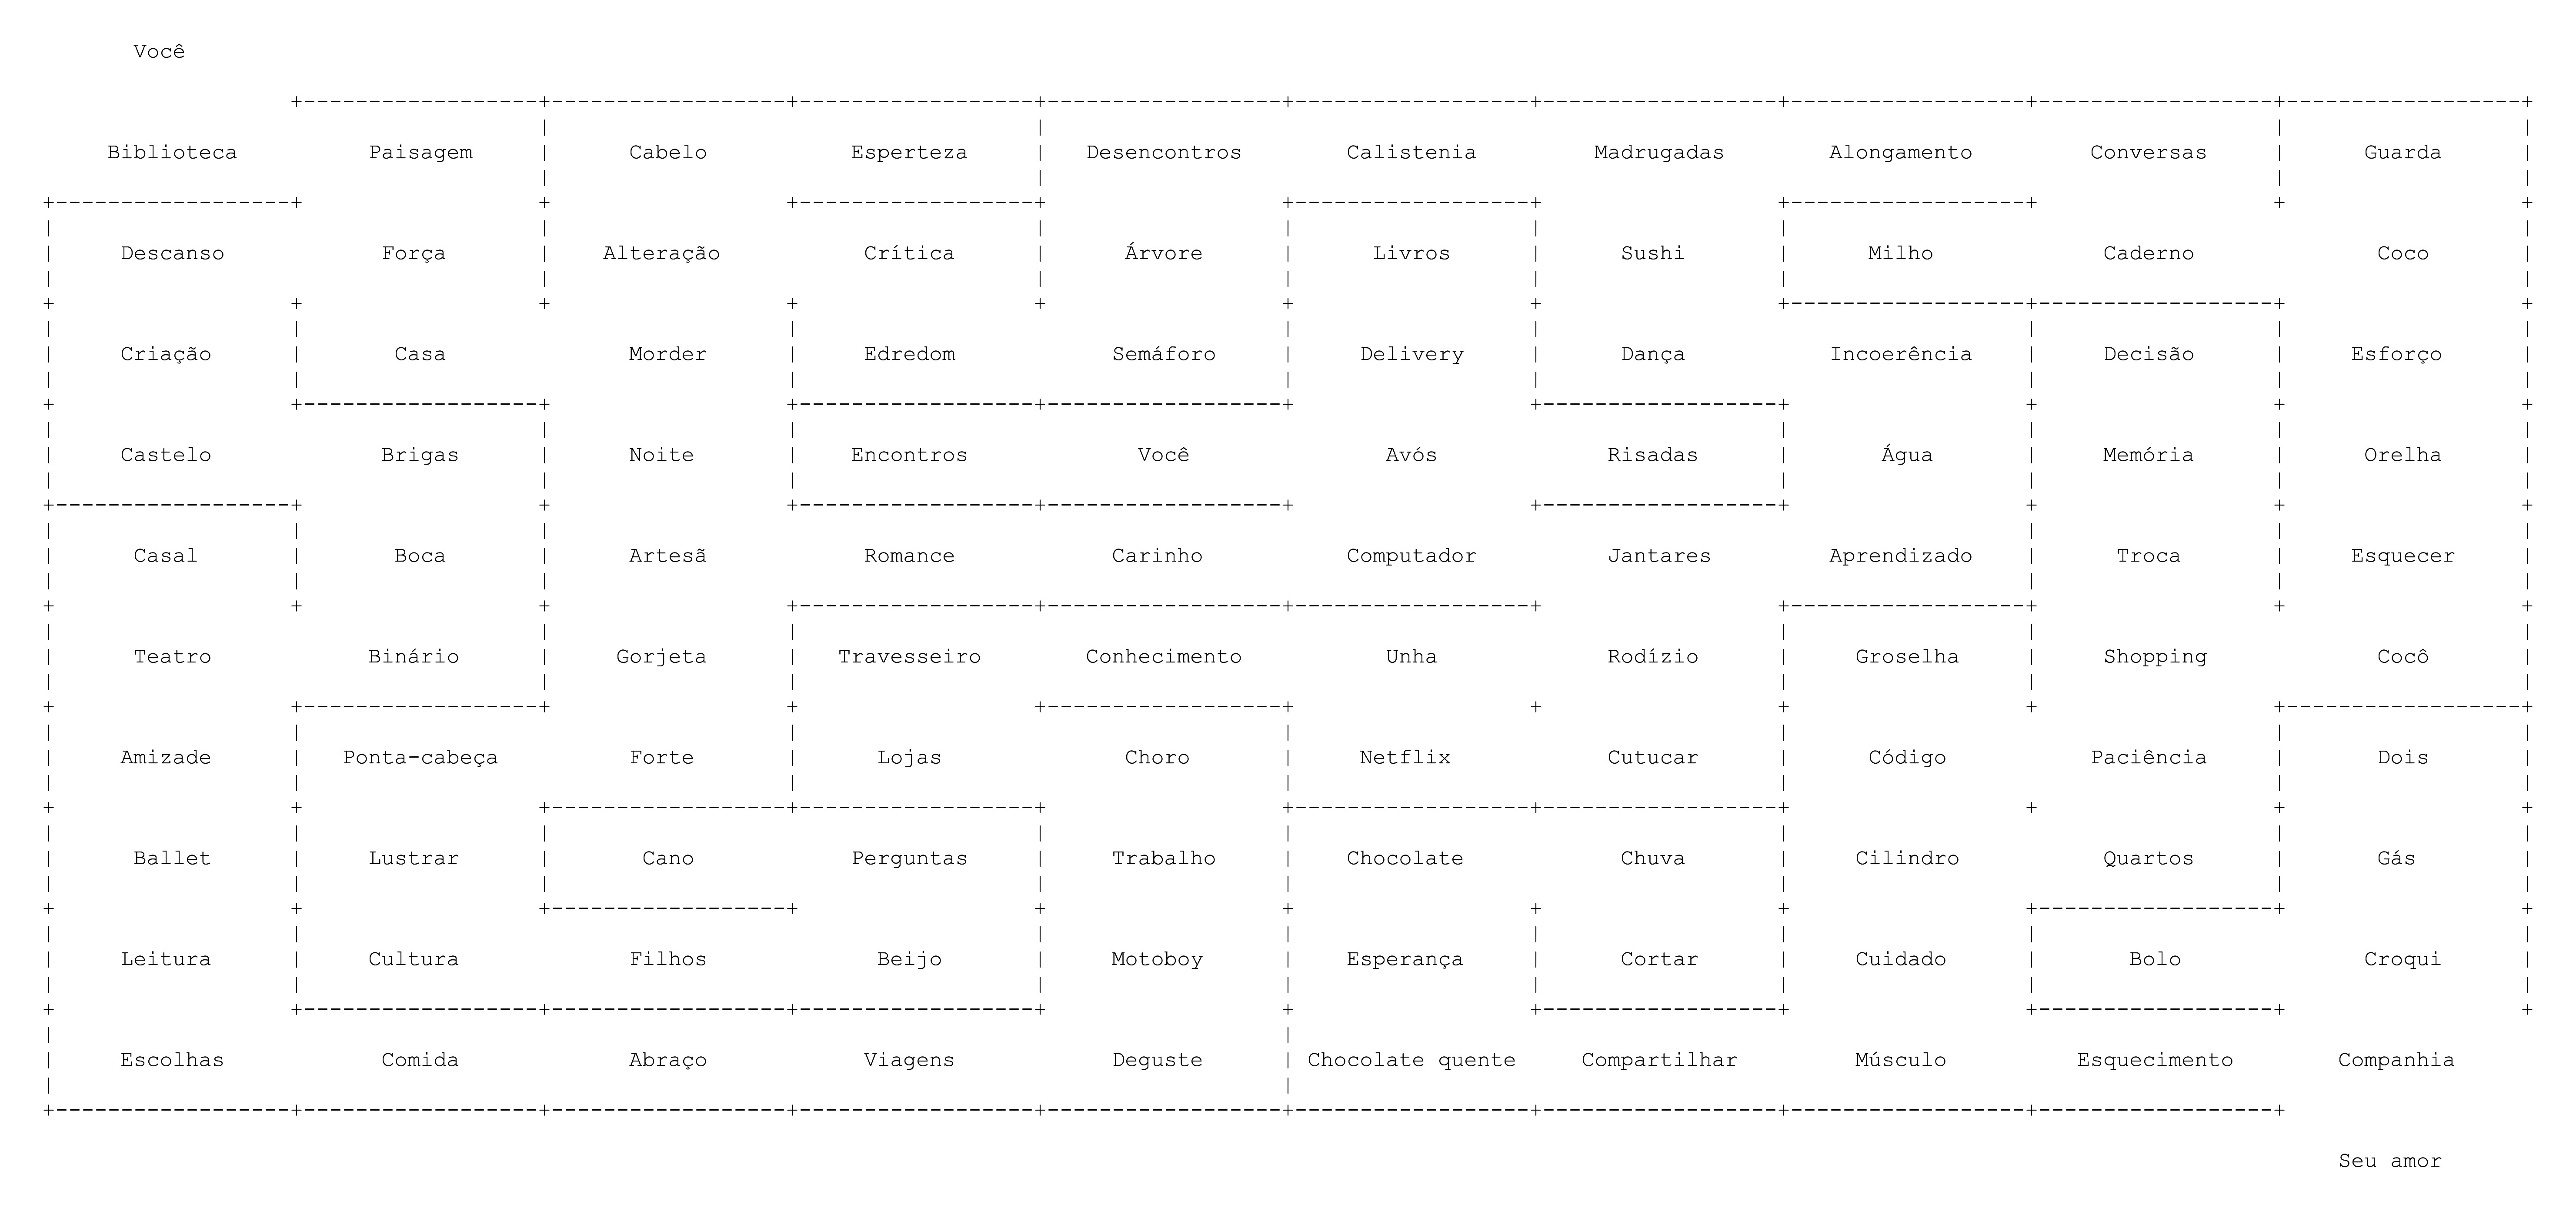 Você
Biblioteca Paisagem Cabelo Esperteza Desencontros Calistenia Madrugadas Alongamento Conversas Guarda
Descanso Força Alteração Crítica Árvore Livros Sushi Milho Caderno Coco
Criação Casa Morder Edredom Semáforo Delivery Dança Incoerência Decisão Esforço
Castelo Brigas Noite Encontros Você Avós Risadas Água Memória Orelha
Casal Boca Artesã Romance Carinho Computador Jantares Aprendizado Troca Esquecer
Teatro Binário Gorjeta Travesseiro Conhecimento Unha Rodízio Groselha Shopping Cocô
Amizade Ponta-cabeça Forte Lojas Choro Netflix Cutucar Código Paciência Dois
Ballet Lustrar Cano Perguntas Trabalho Chocolate Chuva Cilindro Quartos Gás
Leitura Cultura Filhos Beijo Motoboy Esperança Cortar Cuidado Bolo Croqui
Escolhas Comida Abraço Viagens Deguste Chocolate quente Compartilhar Músculo Esquecimento Companhia
Seu amor